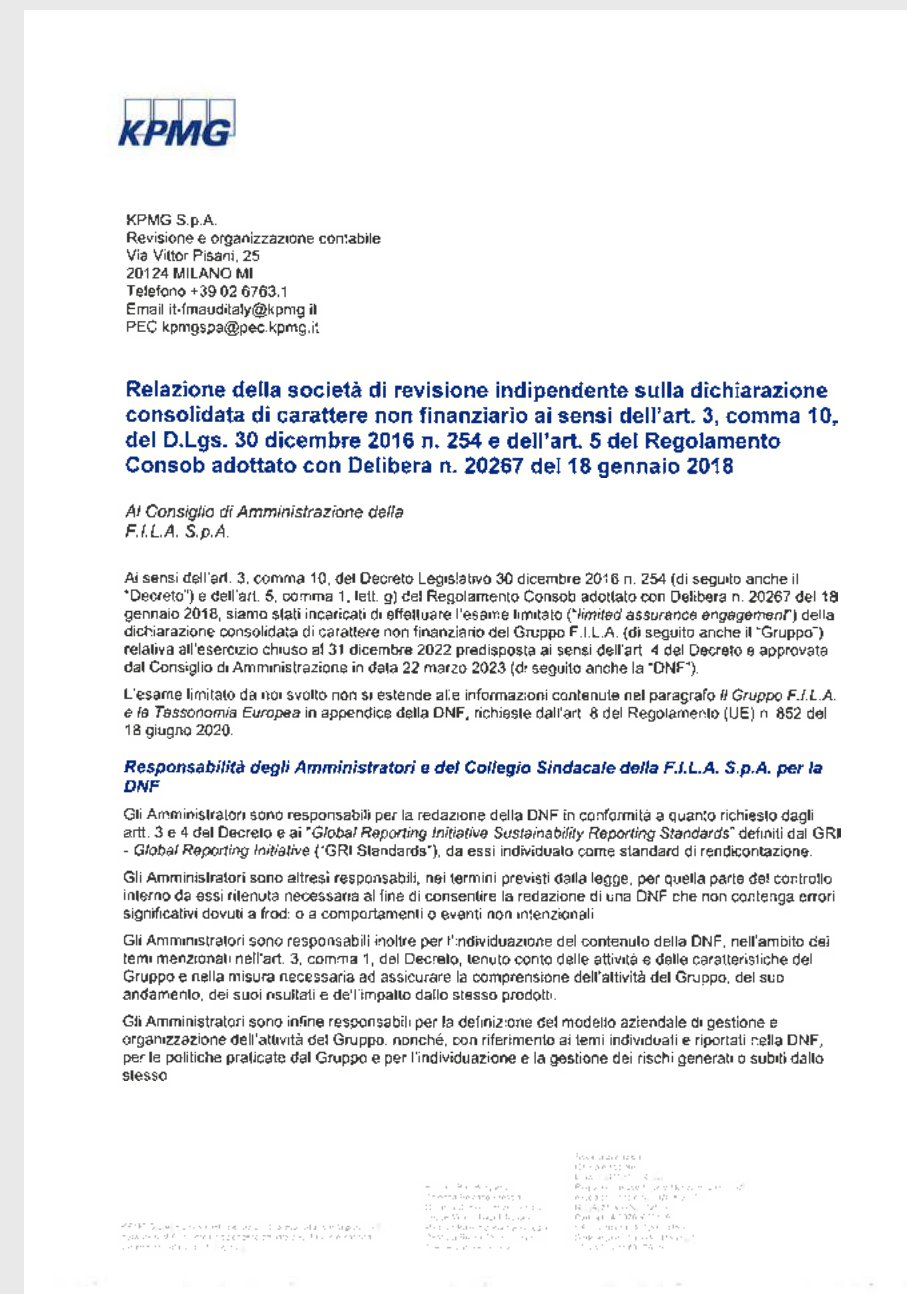 KPMG
KPMG S.p.A.
Revisione e organizzazione contabile
Via Vittor Pisani, 25
20124 MILANO MI
Telefono +39 02 6763.1
Email it-fmauditaly@kpmg.it
PEC kpmgspa@pec.kpmg.it
Relazione della società di revisione indipendente sulla dichiarazione
consolidata di carattere non finanziario ai sensi dell'art. 3, comma 10,
del D.Lgs. 30 dicembre 2016 n. 254 e dell'art. 5 del Regolamento
Consob adottato con Delibera n. 20267 del 18 gennaio 2018
Al Consiglio di Amministrazione della
F.I.L.A. S.p.A.
Ai sensi dell'art. 3, comma 10, del Decreto Legislativo 30 dicembre 2016 n. 254 (di seguito anche il
"Decreto") e dell'art. 5, comma 1, lett. g) del Regolamento Consob adottato con Delibera n. 20267 del 18
gennaio 2018, siamo stati incaricati di effettuare l'esame limitato ("limited assurance engagement") della
dichiarazione consolidata di carattere non finanziario del Gruppo F.I.L.A. (di seguito anche il "Gruppo")
relativa all'esercizio chiuso al 31 dicembre 2022 predisposta ai sensi dell'art. 4 del Decreto e approvata
dal Consiglio di Amministrazione in data 22 marzo 2023 (di seguito anche la "DNF").
L'esame limitato da noi svolto non si estende alle informazioni contenute nel paragrafo Il Gruppo F.I.L.A.
e la Tassonomia Europea in appendice della DNF, richieste dall'art. 8 del Regolamento (UE) n. 852 del
18 giugno 2020.
Responsabilità degli Amministratori e del Collegio Sindacale della F.I.L.A. S.p.A. per la
DNF
Gli Amministratori sono responsabili per la redazione della DNF in conformità a quanto richiesto dagli
artt. 3 e 4 del Decreto e ai "Global Reporting Initiative Sustainability Reporting Standards" definiti dal GRI
- Global Reporting Initiative ("GRI Standards"), da essi individuato come standard di rendicontazione.
Gli Amministratori sono altresì responsabili, nei termini previsti dalla legge, per quella parte del controllo
interno da essi ritenuta necessaria al fine di consentire la redazione di una DNF che non contenga errori
significativi dovuti a frodi o a comportamenti o eventi non intenzionali
Gli Amministratori sono responsabili inoltre per l'individuazione del contenuto della DNF, nell'ambito dei
temi menzionati nell'art. 3, comma 1, del Decreto, tenuto conto delle attività e delle caratteristiche del
Gruppo e nella misura necessaria ad assicurare la comprensione dell'attività del Gruppo, del suo
andamento, dei suoi risultati e dell'impatto dallo stesso prodotti.
Gli Amministratori sono infine responsabili per la definizione del modello aziendale di gestione e
organizzazione dell'attività del Gruppo, nonché, con riferimento ai temi individuati e riportati nella DNF,
per le politiche praticate dal Gruppo e per l'individuazione e la gestione dei rischi generati o subiti dallo
stesso